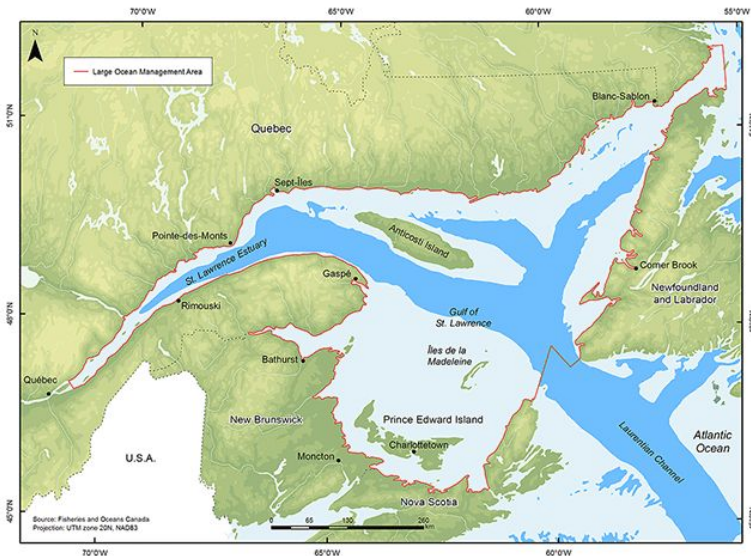 70°0'W
65°0'W
60°0'W
55°0'W
N
Large Ocean Management Area
51°0'N
Blanc-Sablon
Quebec
Sept-Îles
Pointe-des-Monts
Anticosti Island
St. Lawrence Estuary
Gaspé
Corner Brook
Newfoundland
and Labrador
Rimouski
48°0'N
Gulf of
St. Lawrence
Îles de la
Madeleine
Bathurst
Québec
New Brunswick
Prince Edward Island
Charlottetown
Laurentian Channel
Atlantic
Ocean
U.S.A.
Moncton
Nova Scotia
45°0'N
Source: Fisheries and Oceans Canada
Projection: UTM zone 20N, NAD83
0 65 130 260
km
70°0'W
65°0'W
60°0'W